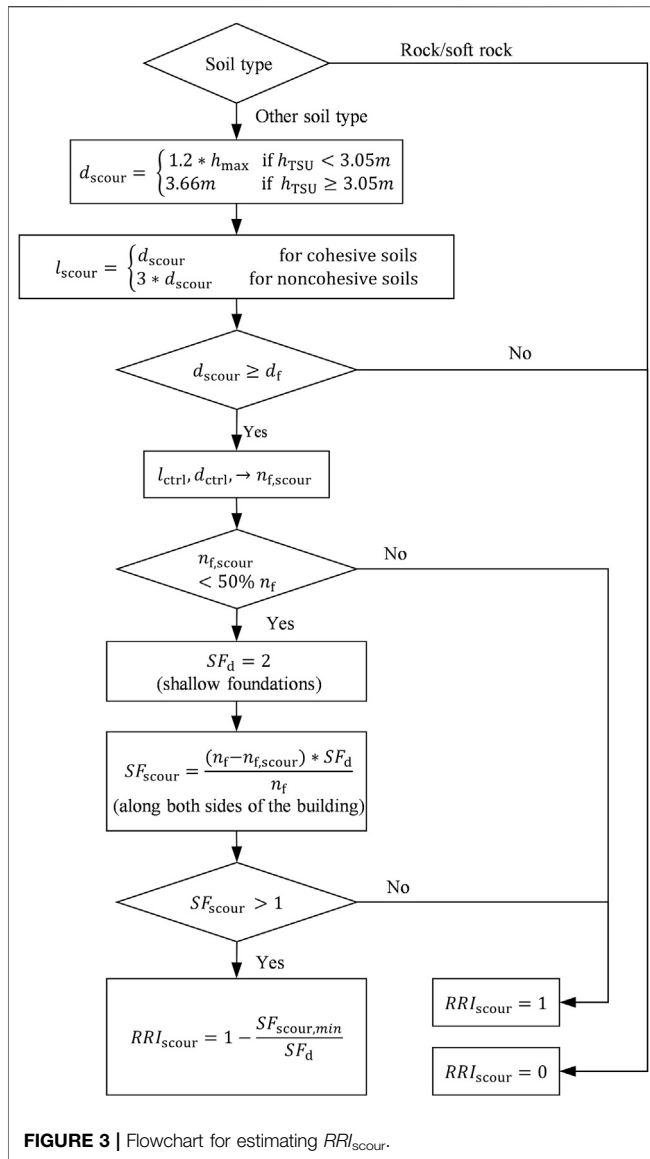 Soil type
Rock/soft rock
Other soil type
d_scour = { 1.2 * h_max if h_TSU < 3.05m
3.66m if h_TSU ≥ 3.05m
l_scour = { d_scour for cohesive soils
3 * d_scour for noncohesive soils
d_scour ≥ d_f
No
Yes
l_ctrl, d_ctrl, → n_f,scour
n_f,scour
< 50% n_f
No
Yes
SF_d = 2
(shallow foundations)
SF_scour = (n_f−n_f,scour) * SF_d / n_f
(along both sides of the building)
SF_scour > 1
No
Yes
RRI_scour = 1 − SF_scour,min / SF_d
RRI_scour = 1
RRI_scour = 0
FIGURE 3 | Flowchart for estimating RRI_scour.